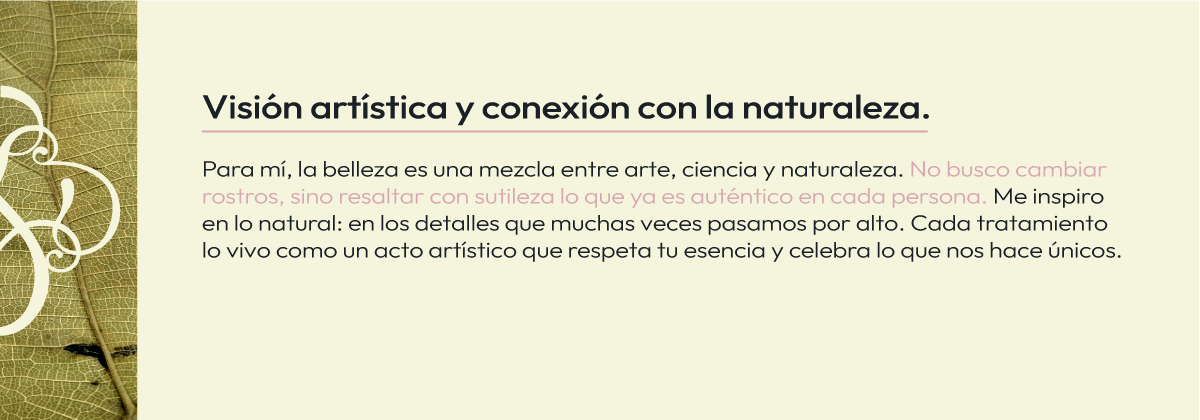 Visión artística y conexión con la naturaleza.
Para mí, la belleza es una mezcla entre arte, ciencia y naturaleza. No busco cambiar
rostros, sino resaltar con sutileza lo que ya es auténtico en cada persona. Me inspiro
en lo natural: en los detalles que muchas veces pasamos por alto. Cada tratamiento
lo vivo como un acto artístico que respeta tu esencia y celebra lo que nos hace únicos.